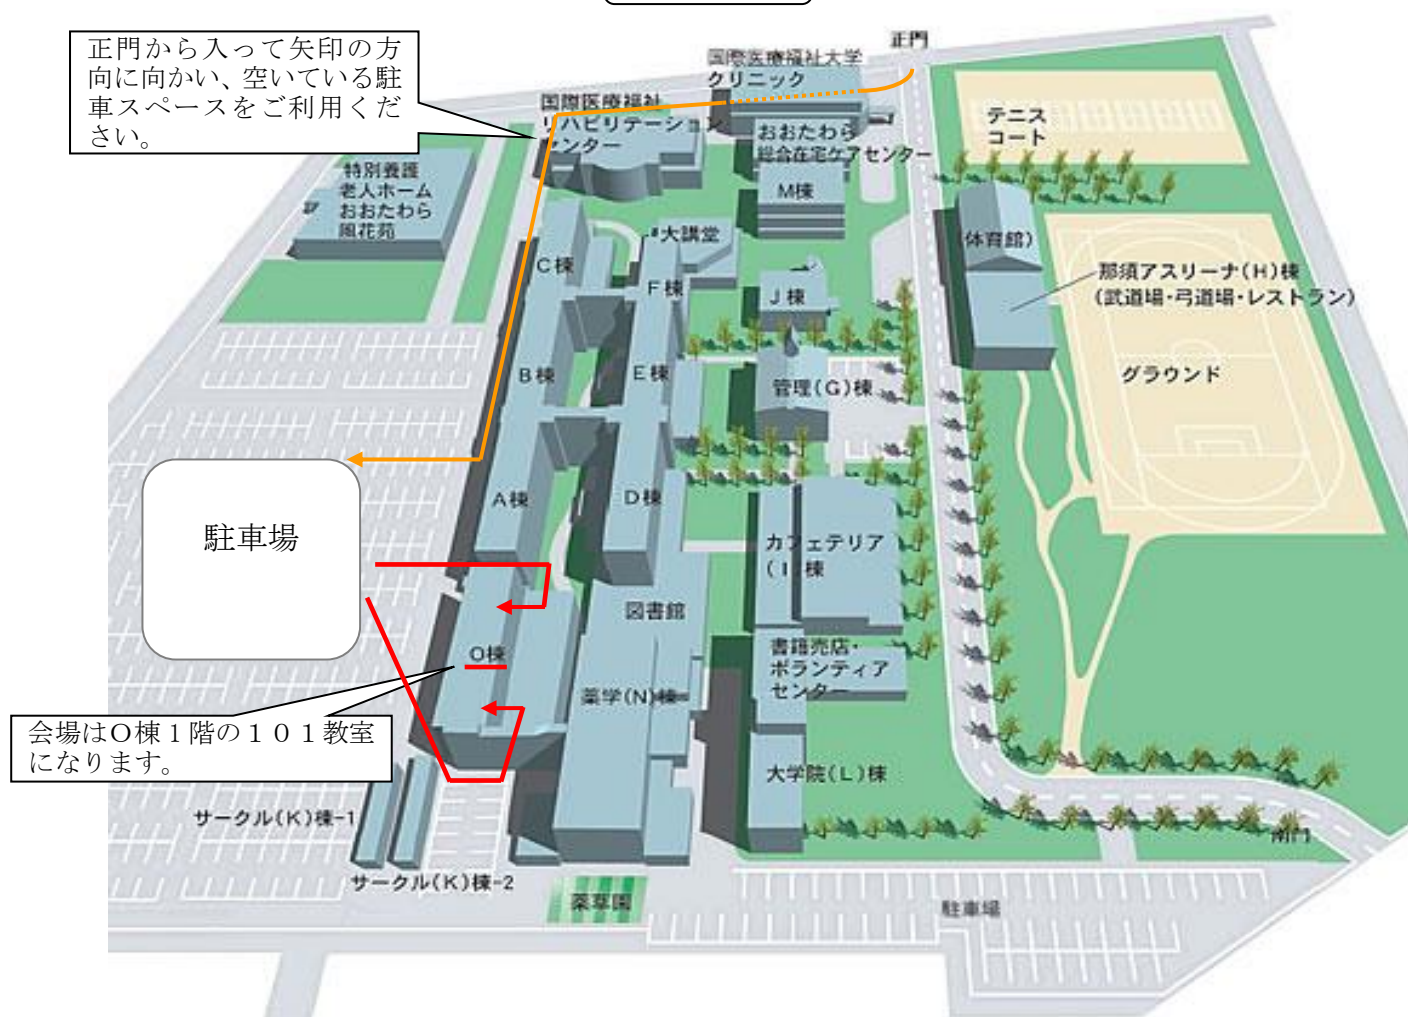 正門から入って矢印の方
向に向かい、空いている駐
車スペースをご利用くだ
さい。
正門
国際医療福祉大学
クリニック
国際医療福祉
リハビリテーション
センター
おおたわら
総合在宅ケアセンター
テニス
コート
特別養護
老人ホーム
おおたわら
風花苑
M棟
大講堂
(体育館)
C棟
F棟
J棟
那須アスリーナ(H)棟
(武道場・弓道場・レストラン)
B棟
E棟
管理(G)棟
グラウンド
A棟
D棟
駐車場
カフェテリア
(I)棟
図書館
O棟
書籍売店・
ボランティア
センター
薬学(N)棟
会場はO棟1階の101教室
になります。
大学院(L)棟
サークル(K)棟-1
南門
サークル(K)棟-2
薬草園
駐車場